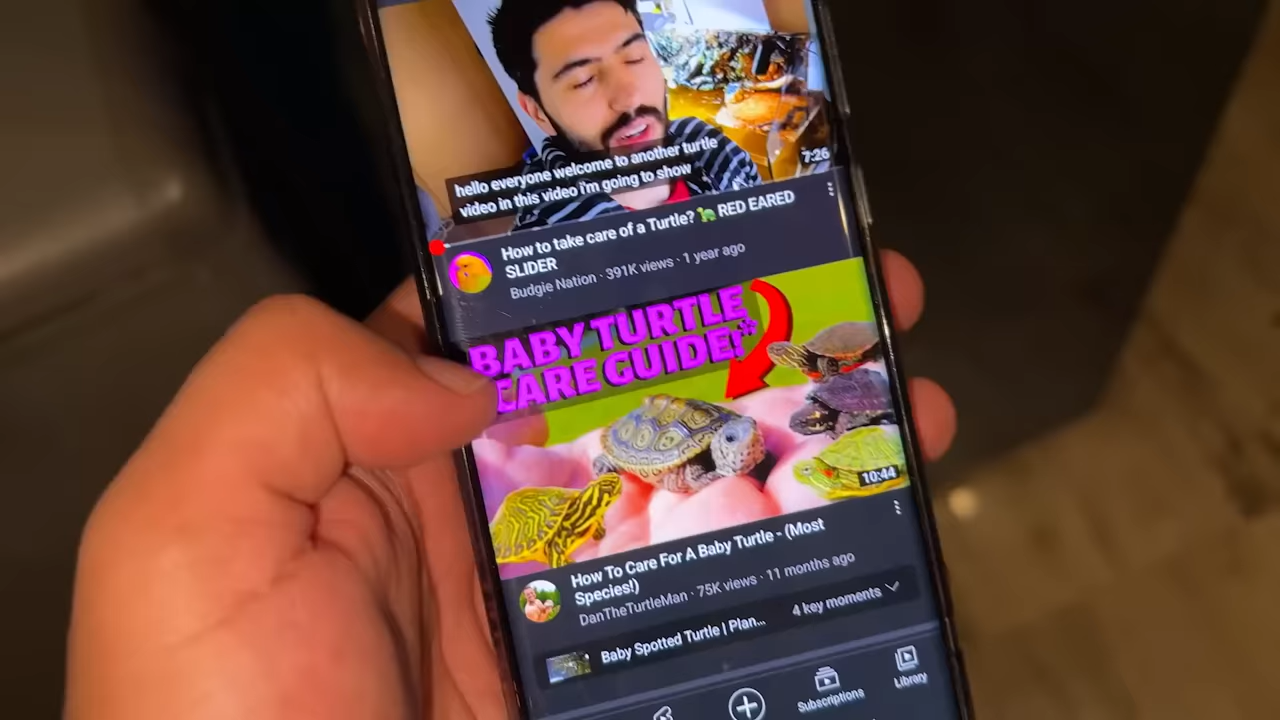 hello everyone welcome to another turtle
video in this video i'm going to show
7:26
How to take care of a Turtle? 🐢 RED EARED
SLIDER
Budgie Nation · 391K views · 1 year ago
BABY TURTLE
CARE GUIDE!*
10:44
How To Care For A Baby Turtle - (Most
Species!)
DanTheTurtleMan · 75K views · 11 months ago
4 key moments
Baby Spotted Turtle | Plan...
Subscriptions
Library